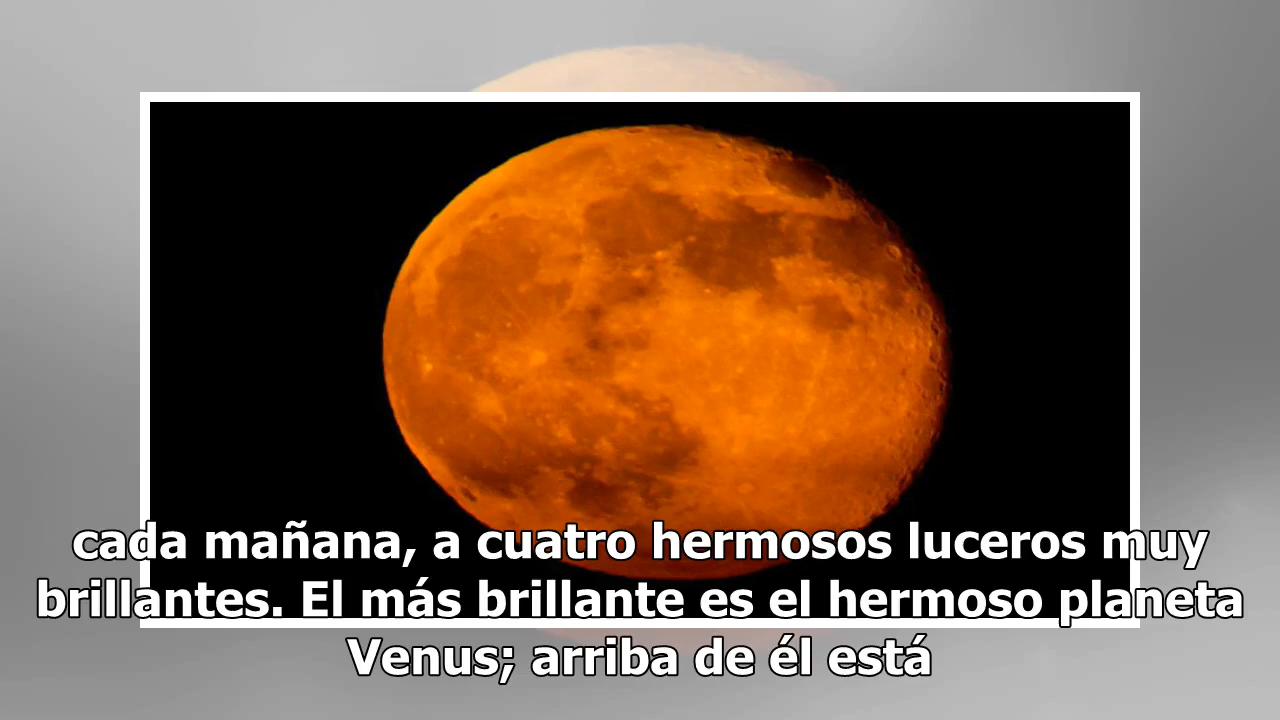 cada mañana, a cuatro hermosos luceros muy
brillantes. El más brillante es el hermoso planeta
Venus; arriba de él está